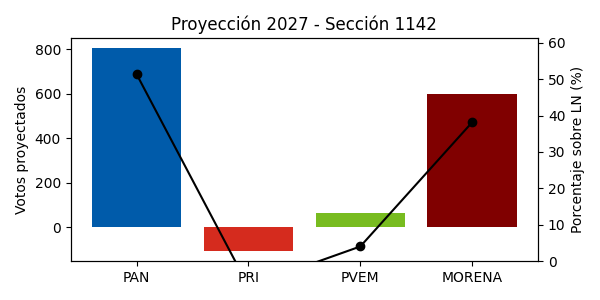 Proyección 2027 - Sección 1142
Votos proyectados
800
600
400
200
0
60
50
40
30
20
10
0
Porcentaje sobre LN (%)
PAN
PRI
PVEM
MORENA